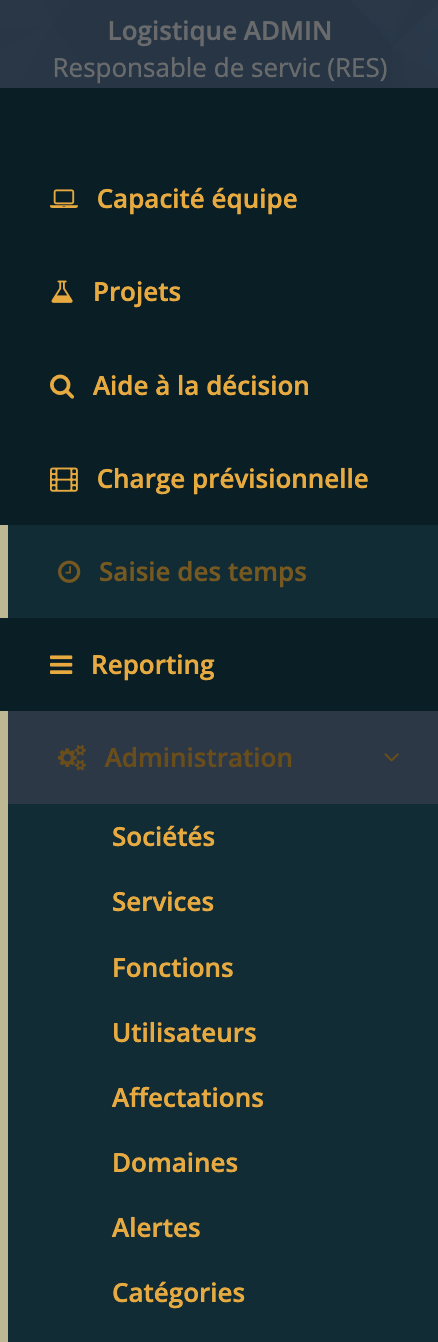 Logistique ADMIN
Responsable de servic (RES)
Capacité équipe
Projets
Aide à la décision
Charge prévisionnelle
Saisie des temps
Reporting
Administration
Sociétés
Services
Fonctions
Utilisateurs
Affectations
Domaines
Alertes
Catégories